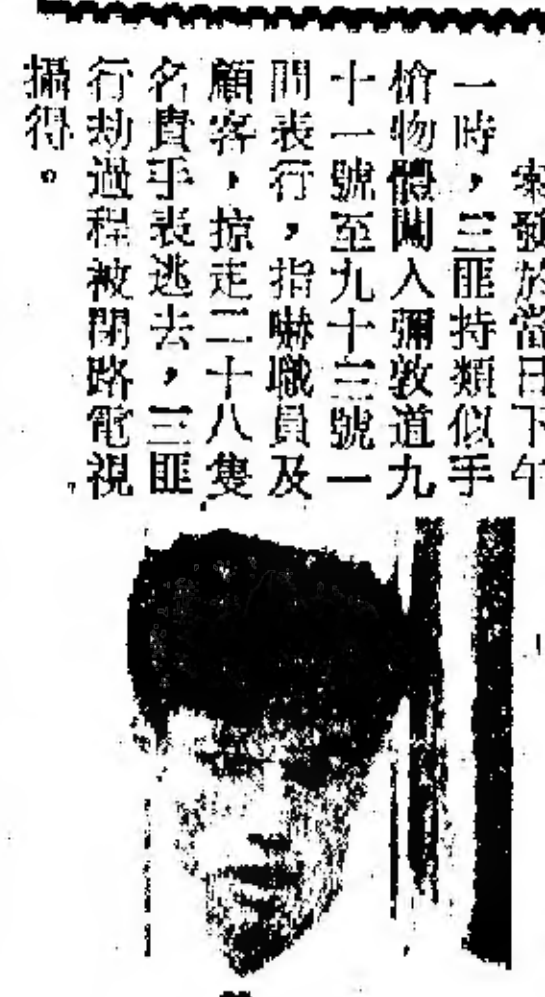 案發於當日下午
一時，三匪持類似手
槍物體闖入彌敦道九
十一號至九十三號一
間表行，指嚇職員及
顧客，掠走二十八隻
名貴手表逃去，三匪
行劫過程被閉路電視
攝得。